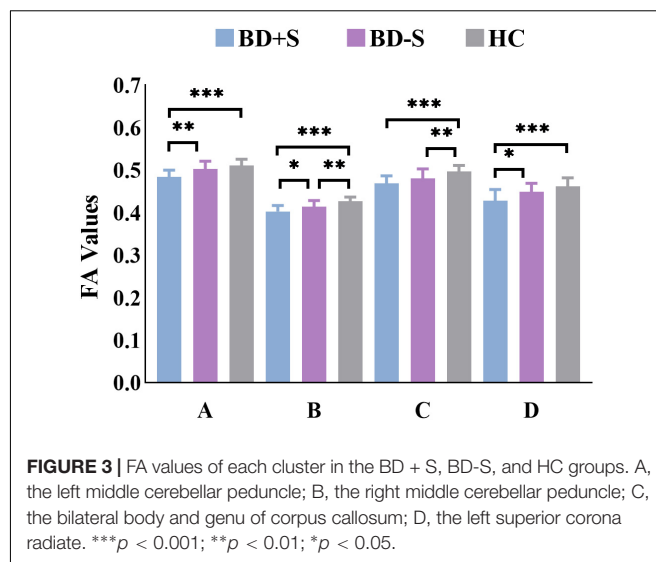 BD+S BD-S HC
FA Values
0.7
0.6
0.5
0.4
0.3
0.2
0.1
0.0
*** *** *** ***
** * ** ** *
A B C D
FIGURE 3 | FA values of each cluster in the BD + S, BD-S, and HC groups. A,
the left middle cerebellar peduncle; B, the right middle cerebellar peduncle; C,
the bilateral body and genu of corpus callosum; D, the left superior corona
radiate. ***p < 0.001; **p < 0.01; *p < 0.05.